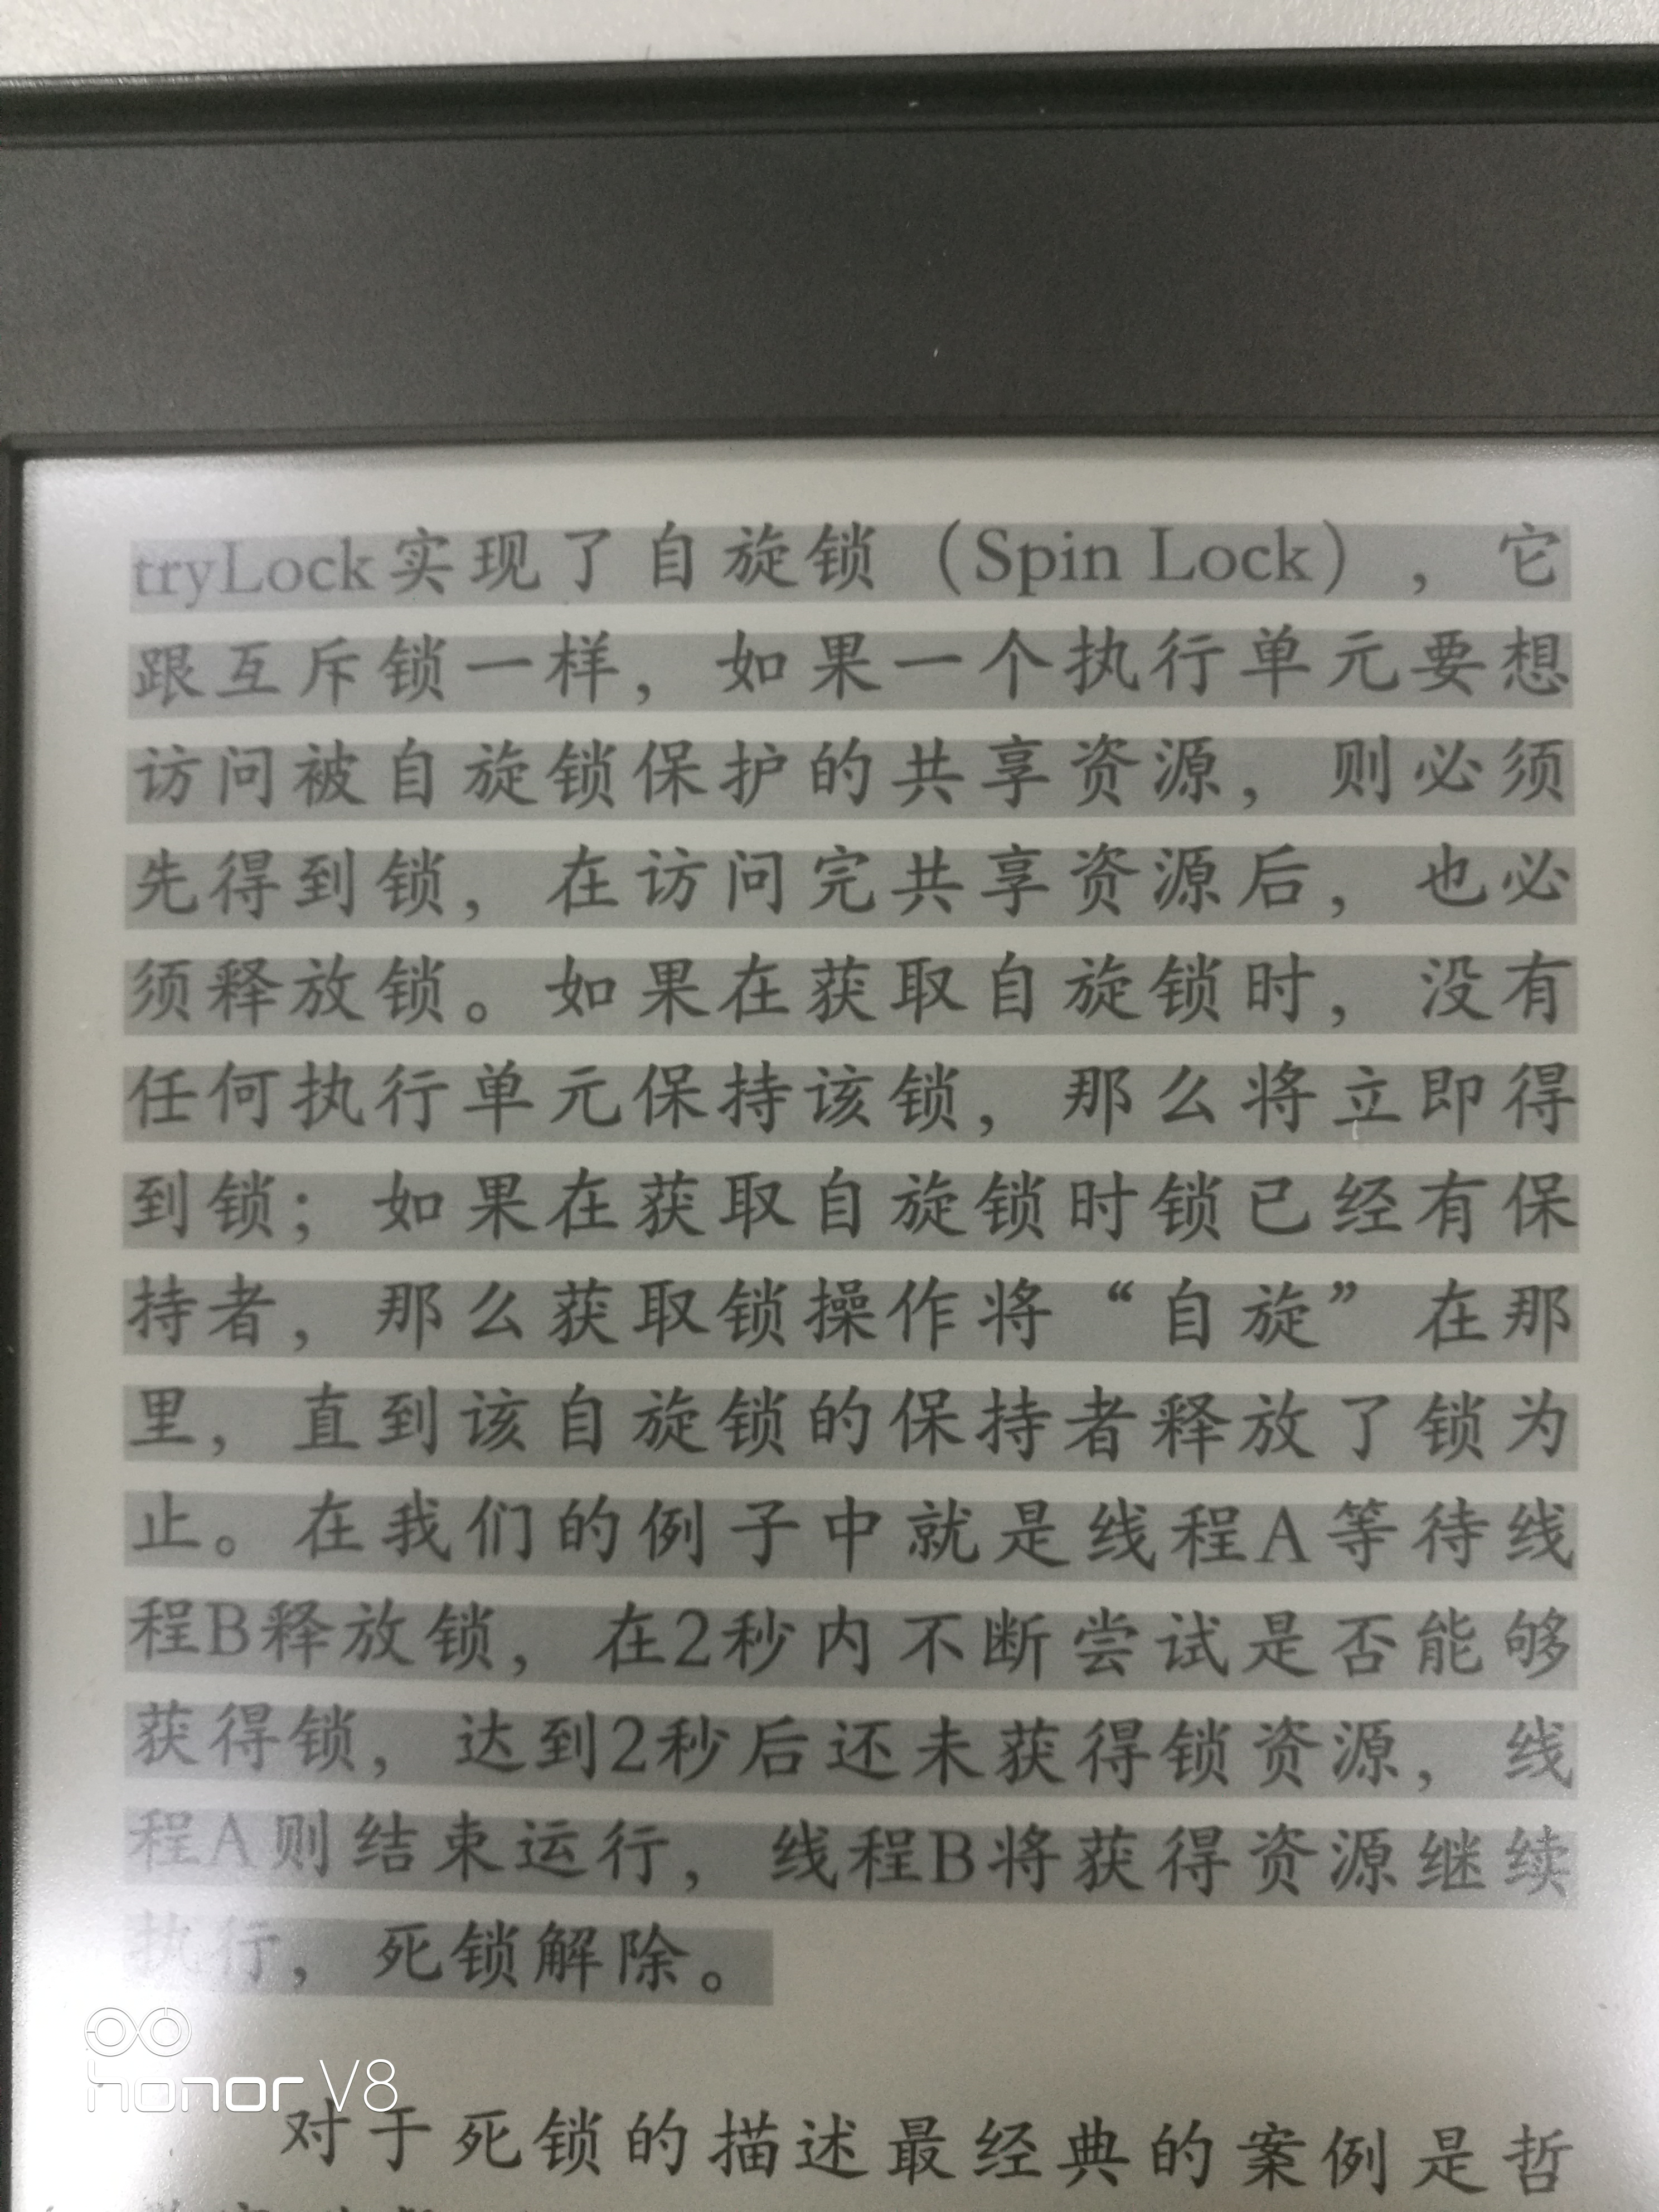 tryLock实现了自旋锁（Spin Lock），它
跟互斥锁一样，如果一个执行单元要想
访问被自旋锁保护的共享资源，则必须
先得到锁，在访问完共享资源后，也必
须释放锁。如果在获取自旋锁时，没有
任何执行单元保持该锁，那么将立即得
到锁；如果在获取自旋锁时锁已经有保
持者，那么获取锁操作将“自旋”在那
里，直到该自旋锁的保持者释放了锁为
止。在我们的例子中就是线程A等待线
程B释放锁，在2秒内不断尝试是否能够
获得锁，达到2秒后还未获得锁资源，线
程A则结束运行，线程B将获得资源继续
执行，死锁解除。
honor V8
对于死锁的描述最经典的案例是哲